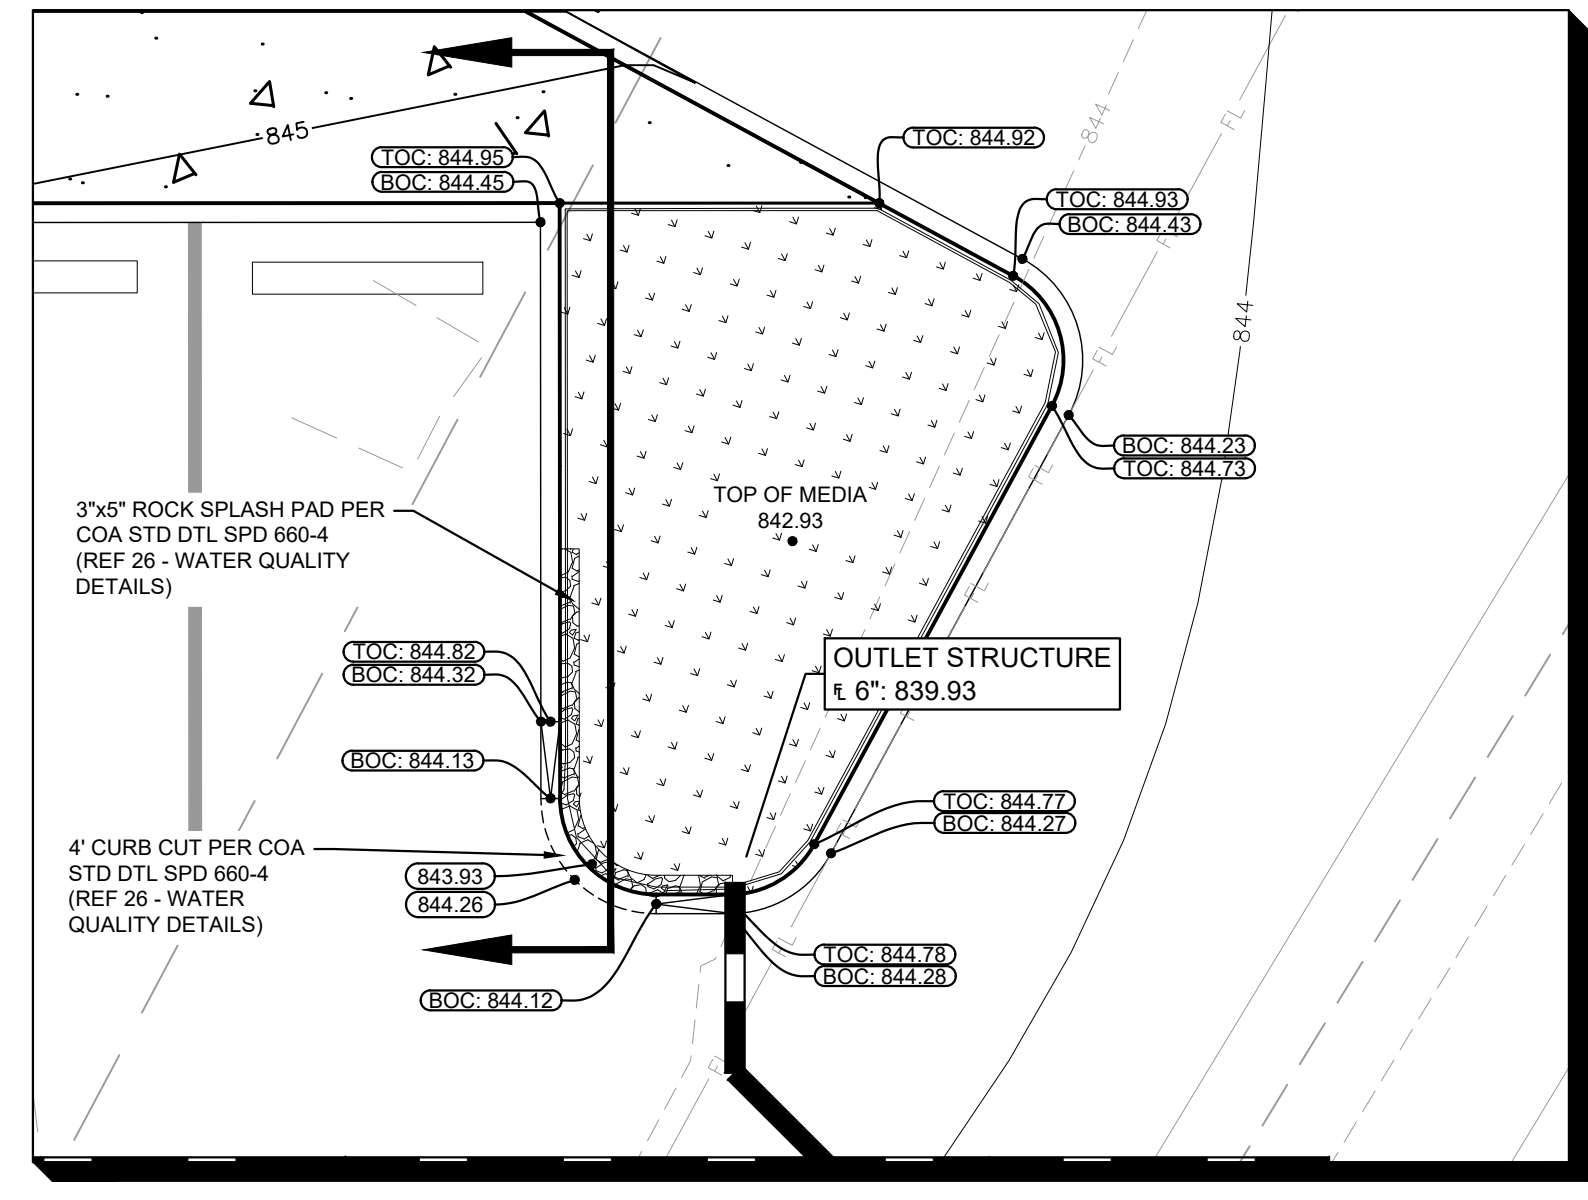 845
TOC: 844.95
BOC: 844.45
TOC: 844.92
844
FL
TOC: 844.93
BOC: 844.43
FL
844
FL
BOC: 844.23
TOC: 844.73
FL
TOP OF MEDIA
842.93
3"x5" ROCK SPLASH PAD PER
COA STD DTL SPD 660-4
(REF 26 - WATER QUALITY
DETAILS)
FL
TOC: 844.82
BOC: 844.32
OUTLET STRUCTURE
FL 6": 839.93
BOC: 844.13
TOC: 844.77
BOC: 844.27
FL
4' CURB CUT PER COA
STD DTL SPD 660-4
(REF 26 - WATER
QUALITY DETAILS)
843.93
844.26
FL
TOC: 844.78
BOC: 844.28
BOC: 844.12